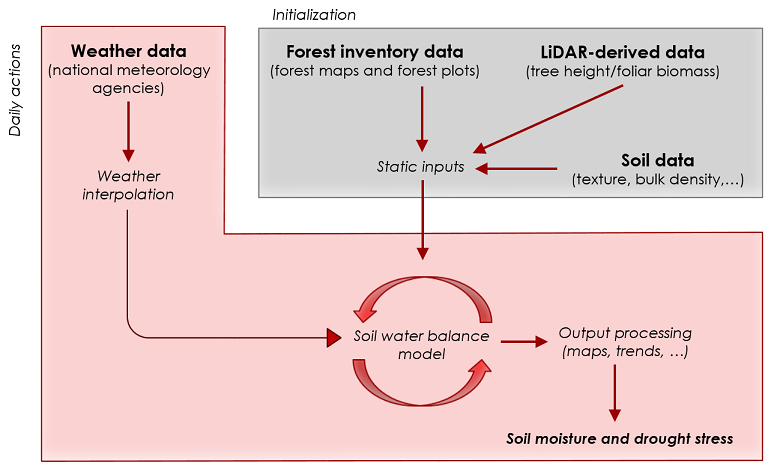 Initialization
Daily actions
Weather data
(national meteorology
agencies)
Forest inventory data
(forest maps and forest plots)
LiDAR-derived data
(tree height/foliar biomass)
Weather
interpolation
Static inputs
Soil data
(texture, bulk density,...)
Soil water balance
model
Output processing
(maps, trends, ...)
Soil moisture and drought stress